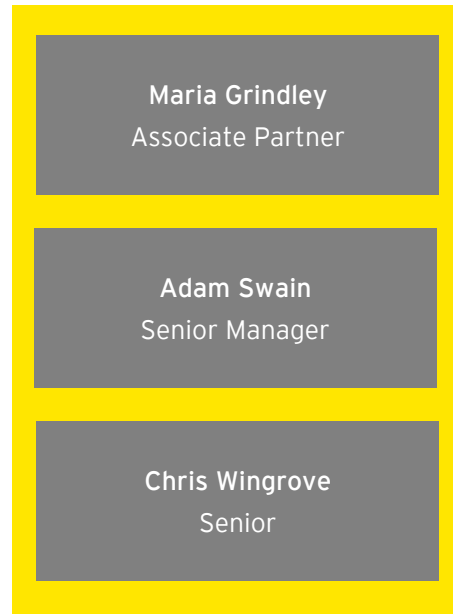 Maria Grindley
Associate Partner
Adam Swain
Senior Manager
Chris Wingrove
Senior